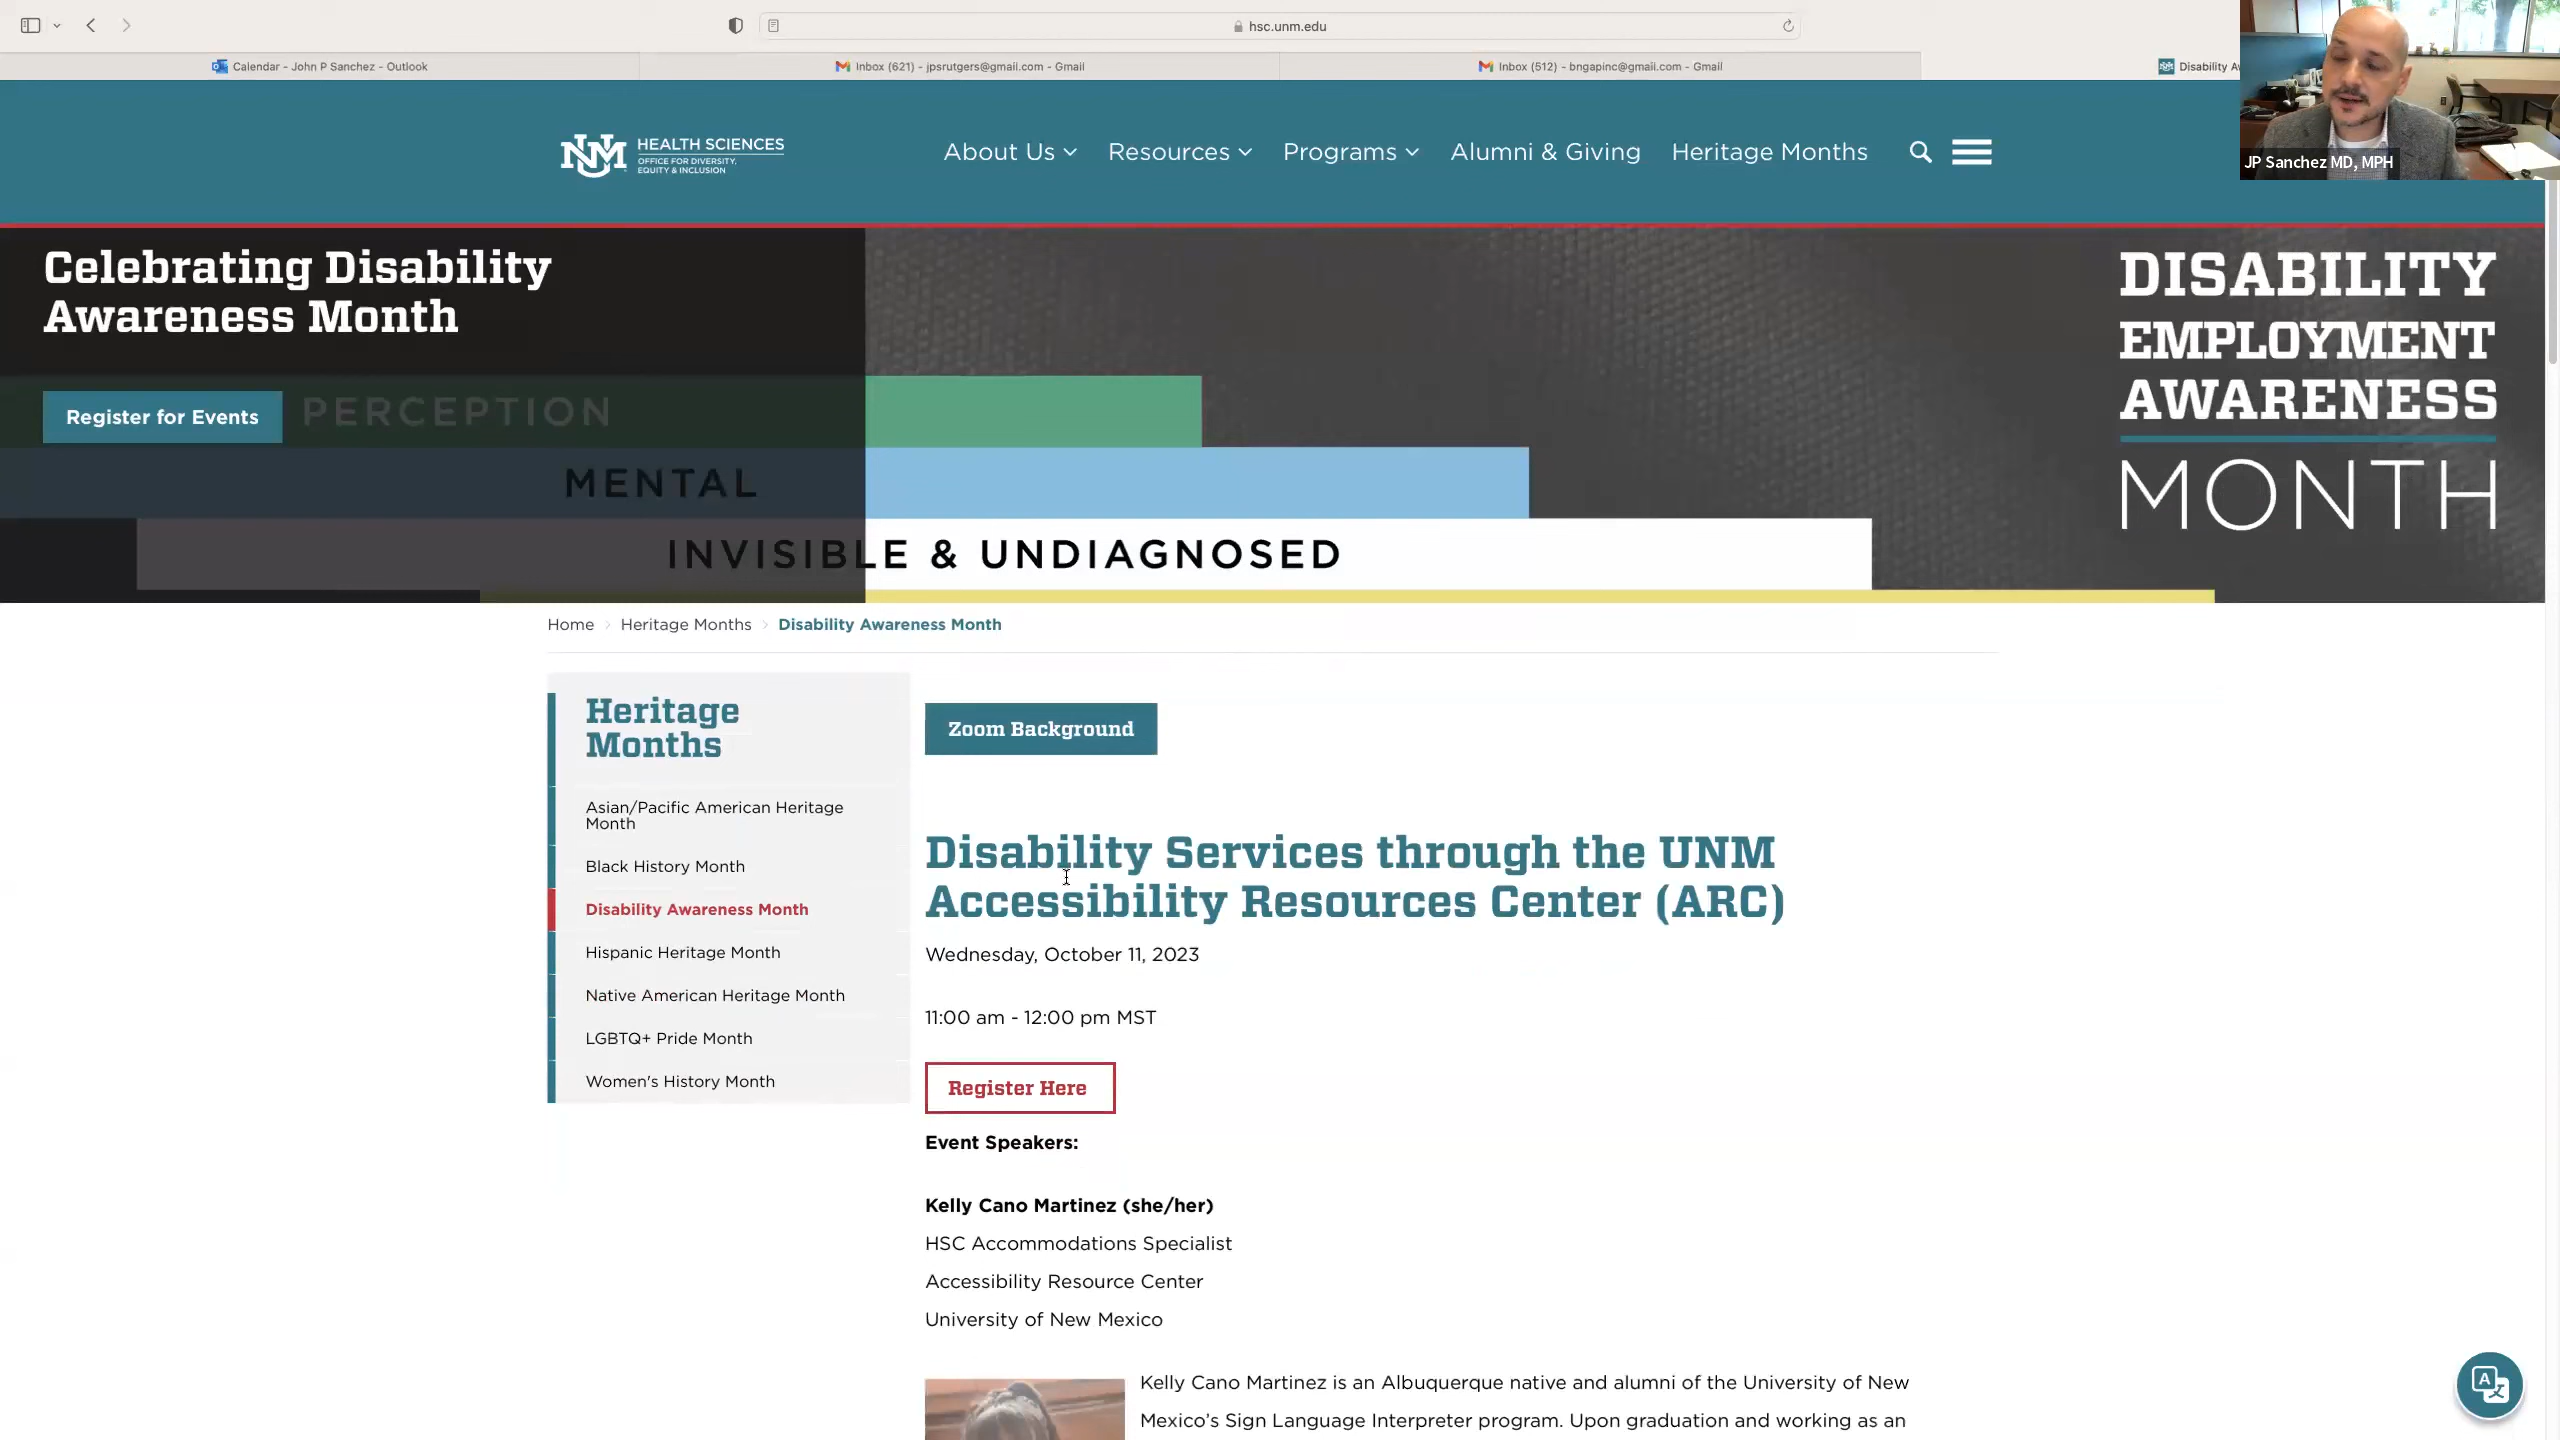 hsc.unm.edu
Calendar - John P Sanchez - Outlook
Inbox (621) - jpsrutgers@gmail.com - Gmail
Inbox (512) - bngapinc@gmail.com - Gmail
Disability A
JP Sanchez MD, MPH
UNM
HEALTH SCIENCES
OFFICE FOR DIVERSITY,
EQUITY & INCLUSION
About Us
Resources
Programs
Alumni & Giving
Heritage Months
Celebrating Disability
Awareness Month
Register for Events
PERCEPTION
MENTAL
INVISIBLE & UNDIAGNOSED
DISABILITY
EMPLOYMENT
AWARENESS
MONTH
Home
Heritage Months
Disability Awareness Month
Heritage
Months
Asian/Pacific American Heritage
Month
Black History Month
Disability Awareness Month
Hispanic Heritage Month
Native American Heritage Month
LGBTQ+ Pride Month
Women's History Month
Zoom Background
Disability Services through the UNM
Accessibility Resources Center (ARC)
Wednesday, October 11, 2023
11:00 am - 12:00 pm MST
Register Here
Event Speakers:
Kelly Cano Martinez (she/her)
HSC Accommodations Specialist
Accessibility Resource Center
University of New Mexico
Kelly Cano Martinez is an Albuquerque native and alumni of the University of New
Mexico’s Sign Language Interpreter program. Upon graduation and working as an
A